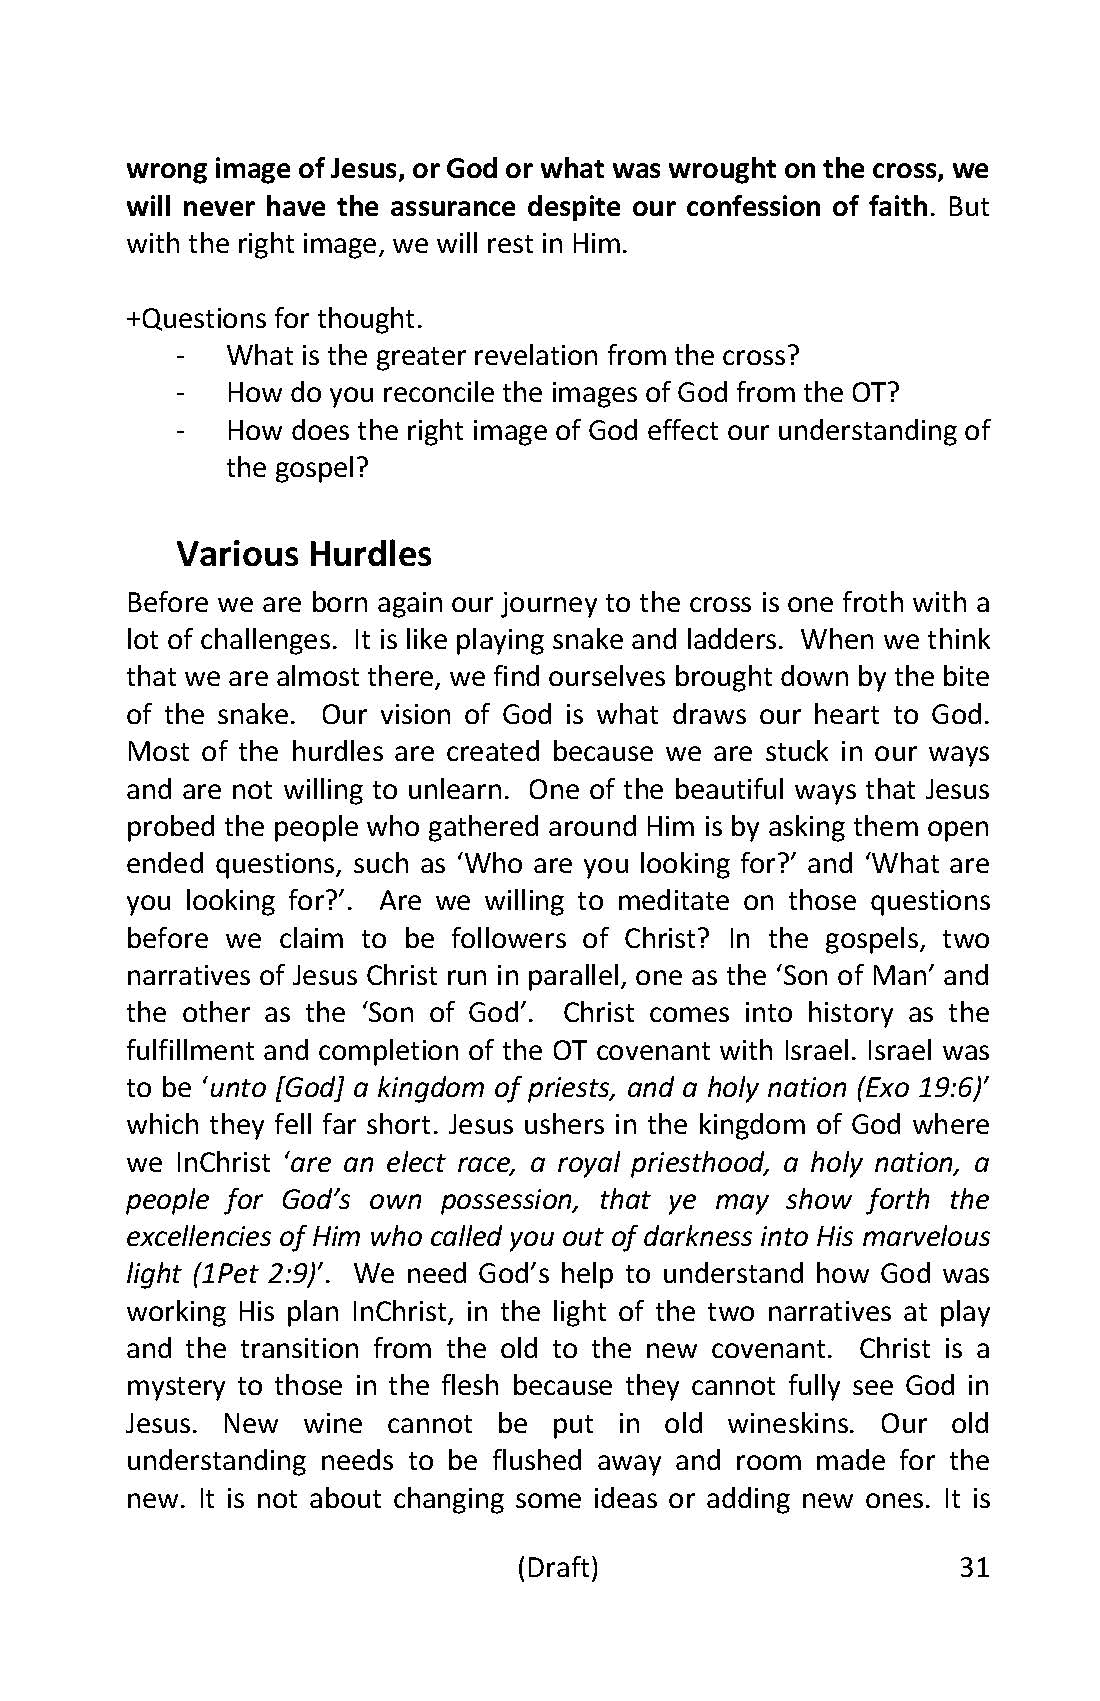 wrong image of Jesus, or God or what was wrought on the cross, we
will never have the assurance despite our confession of faith. But
with the right image, we will rest in Him.
+Questions for thought.
- What is the greater revelation from the cross?
- How do you reconcile the images of God from the OT?
- How does the right image of God effect our understanding of
the gospel?
Various Hurdles
Before we are born again our journey to the cross is one froth with a
lot of challenges. It is like playing snake and ladders. When we think
that we are almost there, we find ourselves brought down by the bite
of the snake. Our vision of God is what draws our heart to God.
Most of the hurdles are created because we are stuck in our ways
and are not willing to unlearn. One of the beautiful ways that Jesus
probed the people who gathered around Him is by asking them open
ended questions, such as ‘Who are you looking for?’ and ‘What are
you looking for?’. Are we willing to meditate on those questions
before we claim to be followers of Christ? In the gospels, two
narratives of Jesus Christ run in parallel, one as the ‘Son of Man’ and
the other as the ‘Son of God’. Christ comes into history as the
fulfillment and completion of the OT covenant with Israel. Israel was
to be ‘unto [God] a kingdom of priests, and a holy nation (Exo 19:6)’
which they fell far short. Jesus ushers in the kingdom of God where
we InChrist ‘are an elect race, a royal priesthood, a holy nation, a
people for God’s own possession, that ye may show forth the
excellencies of Him who called you out of darkness into His marvelous
light (1Pet 2:9)’. We need God’s help to understand how God was
working His plan InChrist, in the light of the two narratives at play
and the transition from the old to the new covenant. Christ is a
mystery to those in the flesh because they cannot fully see God in
Jesus. New wine cannot be put in old wineskins. Our old
understanding needs to be flushed away and room made for the
new. It is not about changing some ideas or adding new ones. It is
(Draft) 31